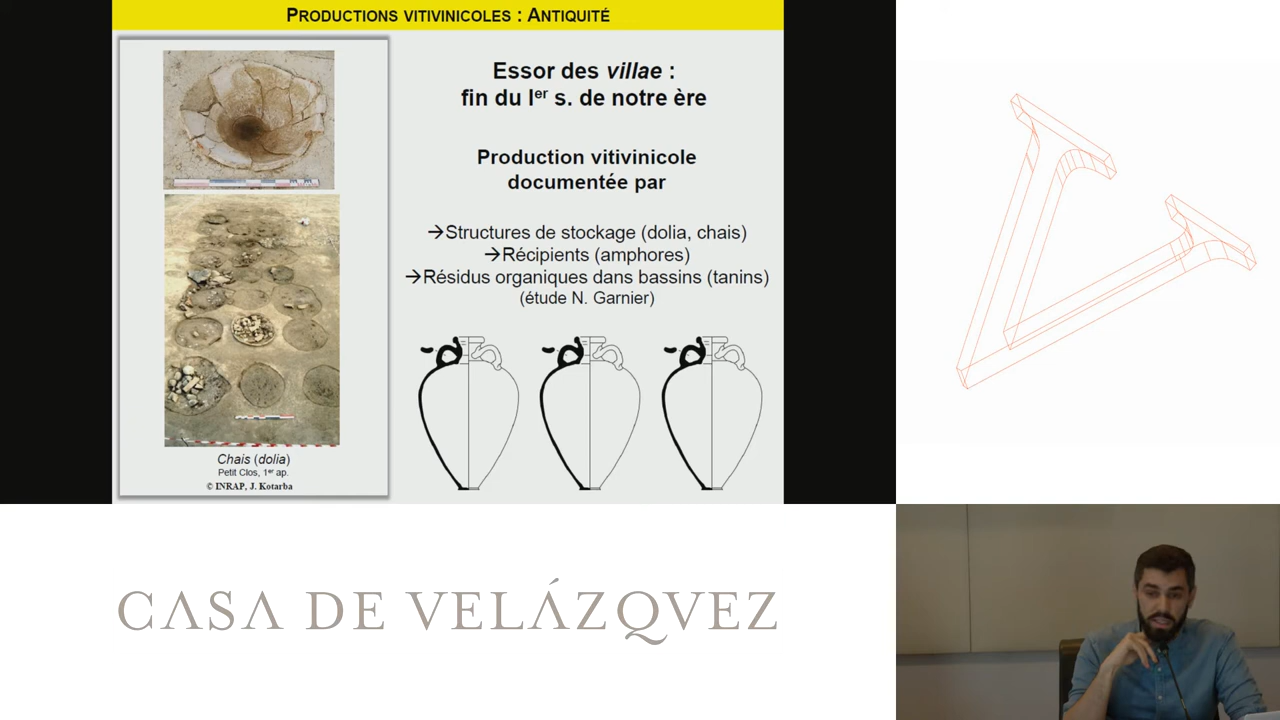 PRODUCTIONS VITIVINICOLES : ANTIQUITÉ
Essor des villae :
fin du Ier s. de notre ère
Production vitivinicole
documentée par
→Structures de stockage (dolia, chais)
→Récipients (amphores)
→Résidus organiques dans bassins (tanins)
(étude N. Garnier)
Chais (dolia)
Petit Clos, 1er ap.
© INRAP, J. Kotarba
CASA DE VELÁZQVEZ